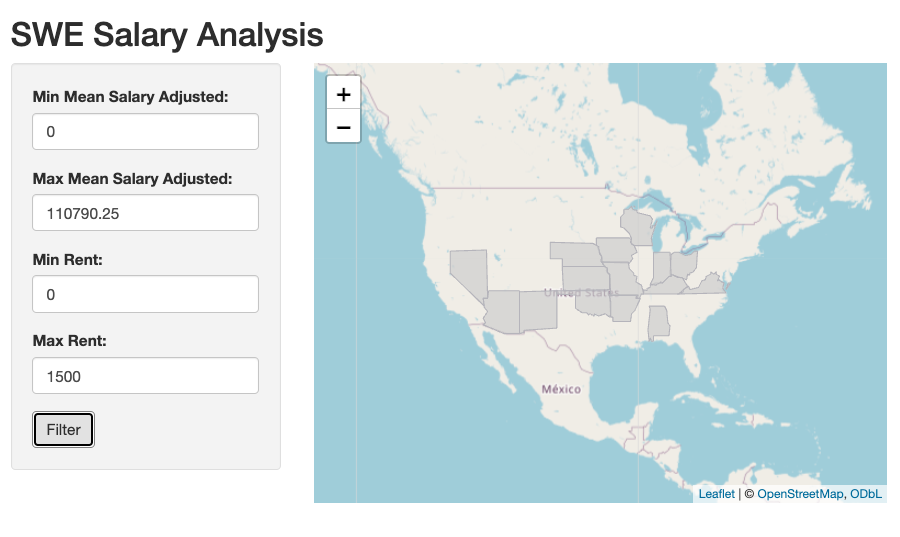 SWE Salary Analysis
Min Mean Salary Adjusted:
0
Max Mean Salary Adjusted:
110790.25
Min Rent:
0
Max Rent:
1500
Filter
+
−
United States
México
Leaflet | © OpenStreetMap, ODbL